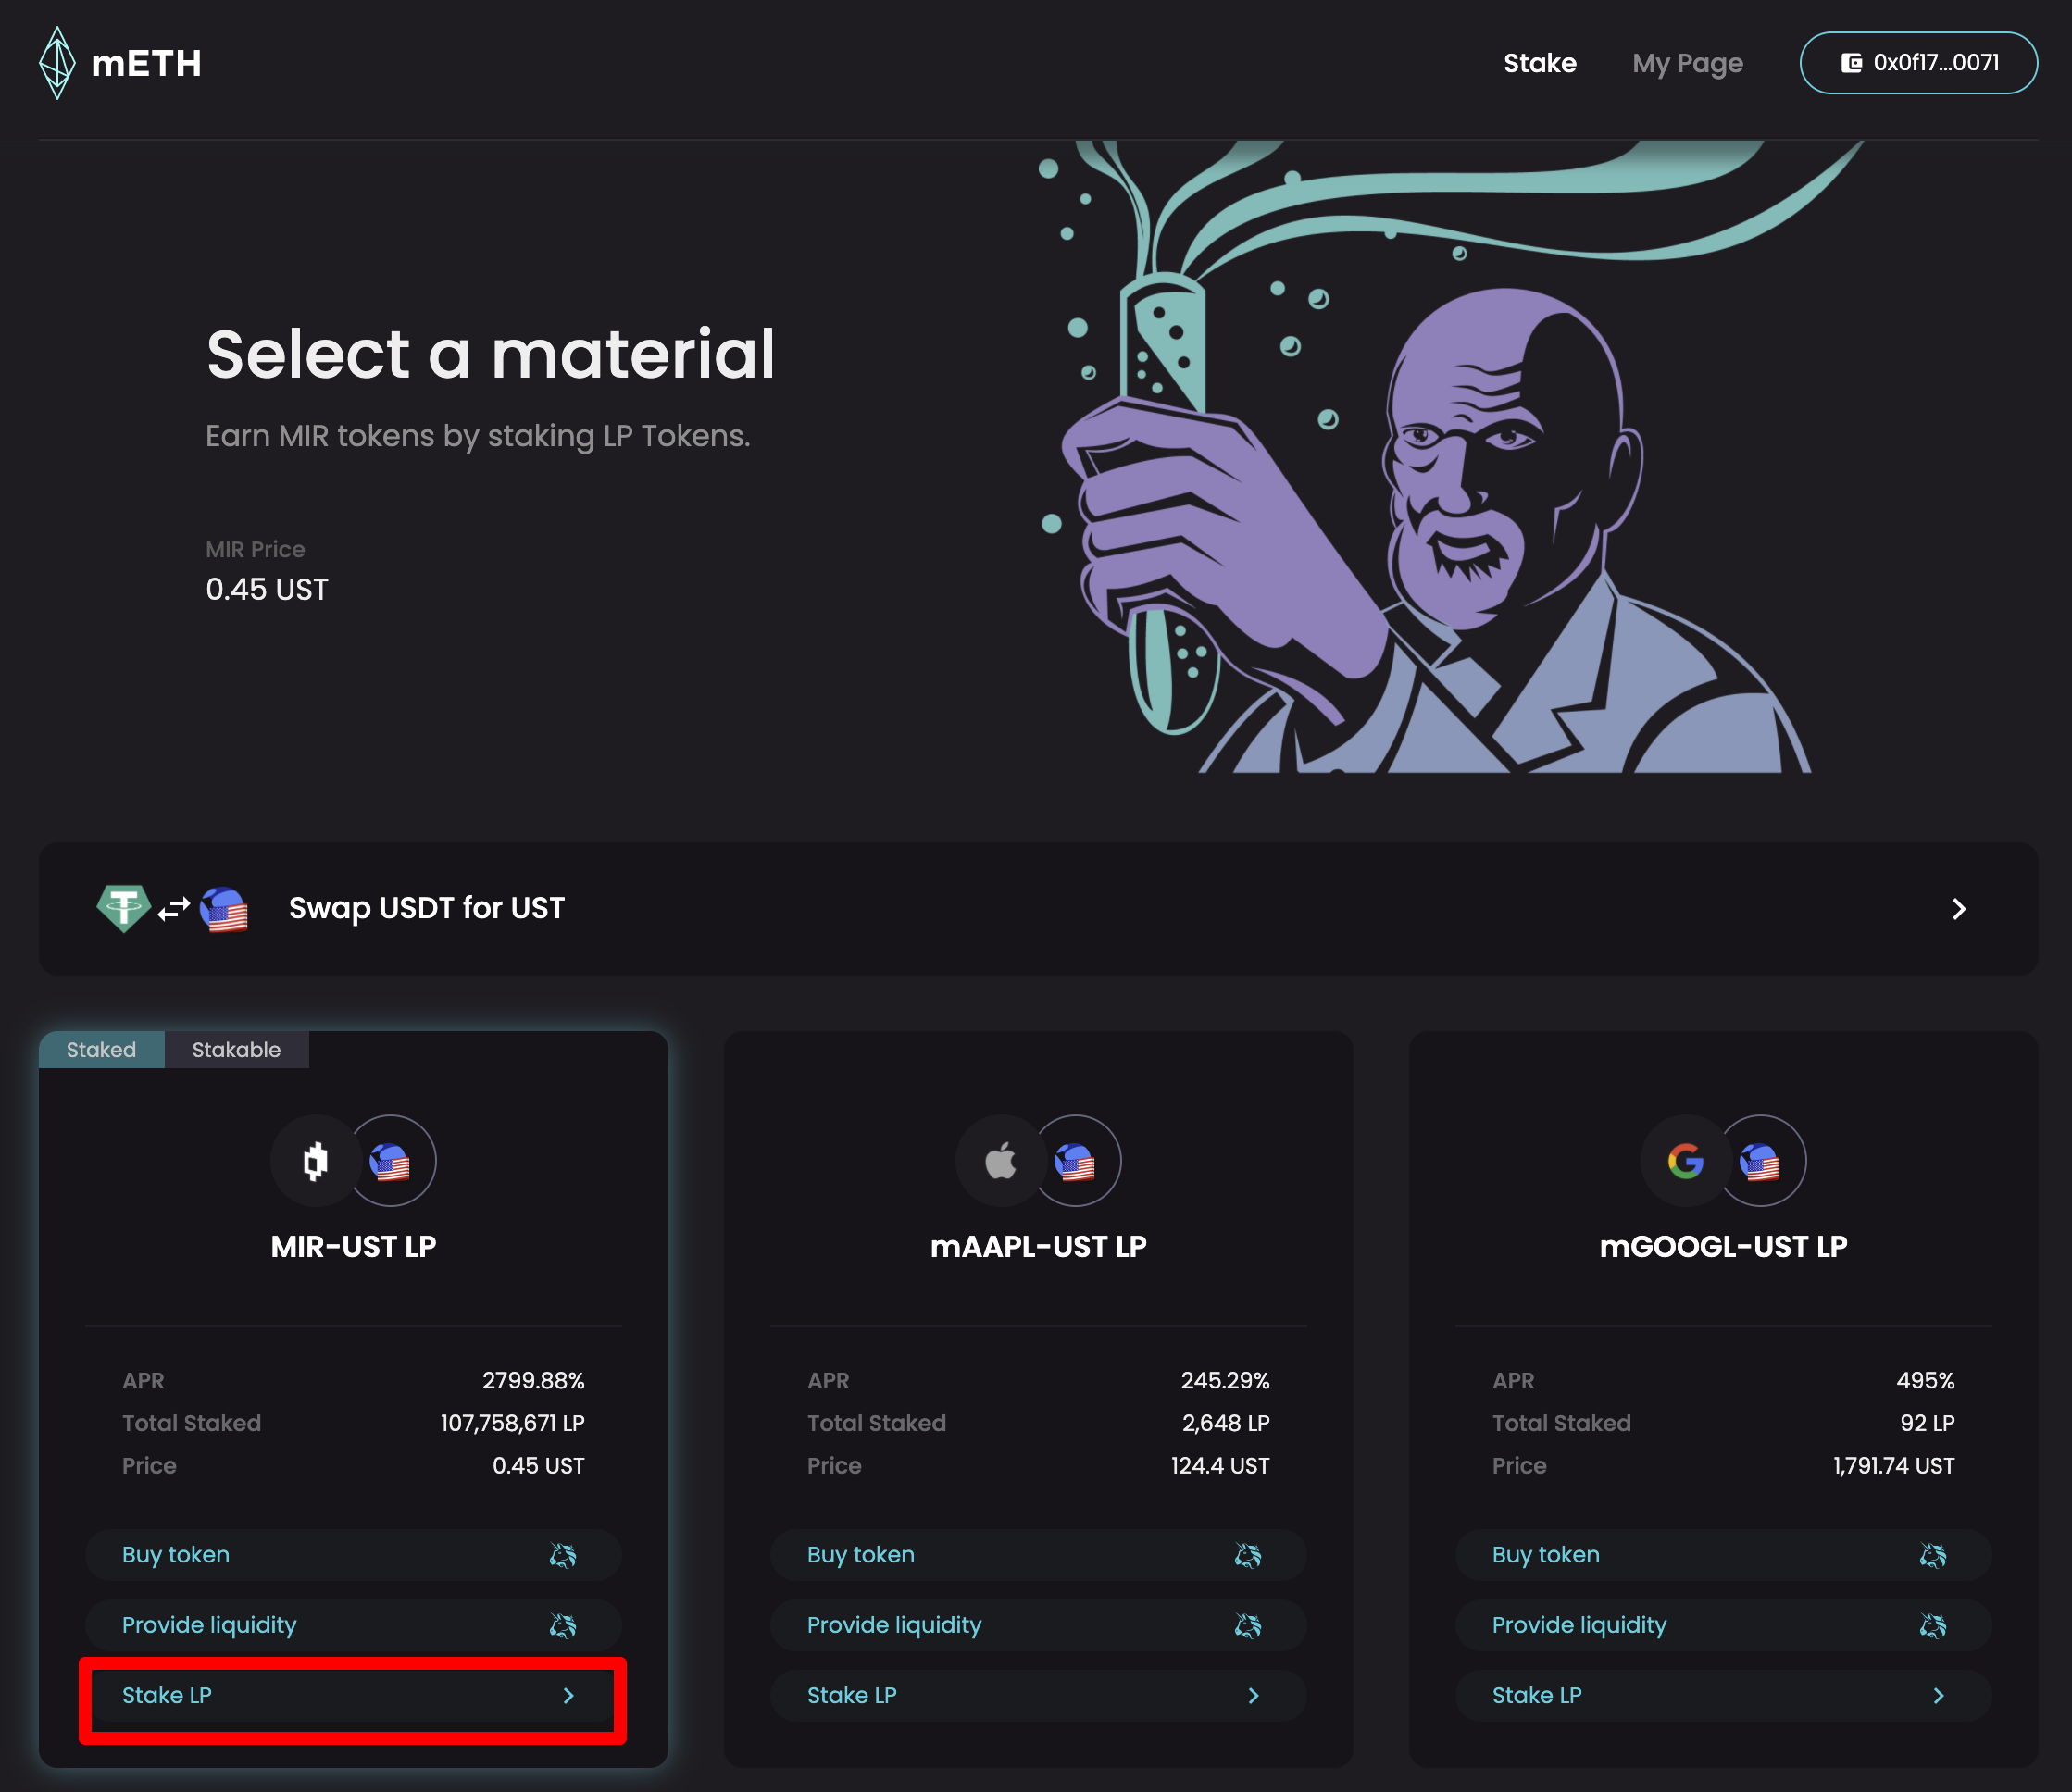 mETH
Stake
My Page
0x0f17...0071
Select a material
Earn MIR tokens by staking LP Tokens.
MIR Price
0.45 UST
Swap USDT for UST
Staked
Stakable
MIR-UST LP
APR 2799.88%
Total Staked 107,758,671 LP
Price 0.45 UST
Buy token
Provide liquidity
Stake LP
mAAPL-UST LP
APR 245.29%
Total Staked 2,648 LP
Price 124.4 UST
Buy token
Provide liquidity
Stake LP
mGOOGL-UST LP
APR 495%
Total Staked 92 LP
Price 1,791.74 UST
Buy token
Provide liquidity
Stake LP